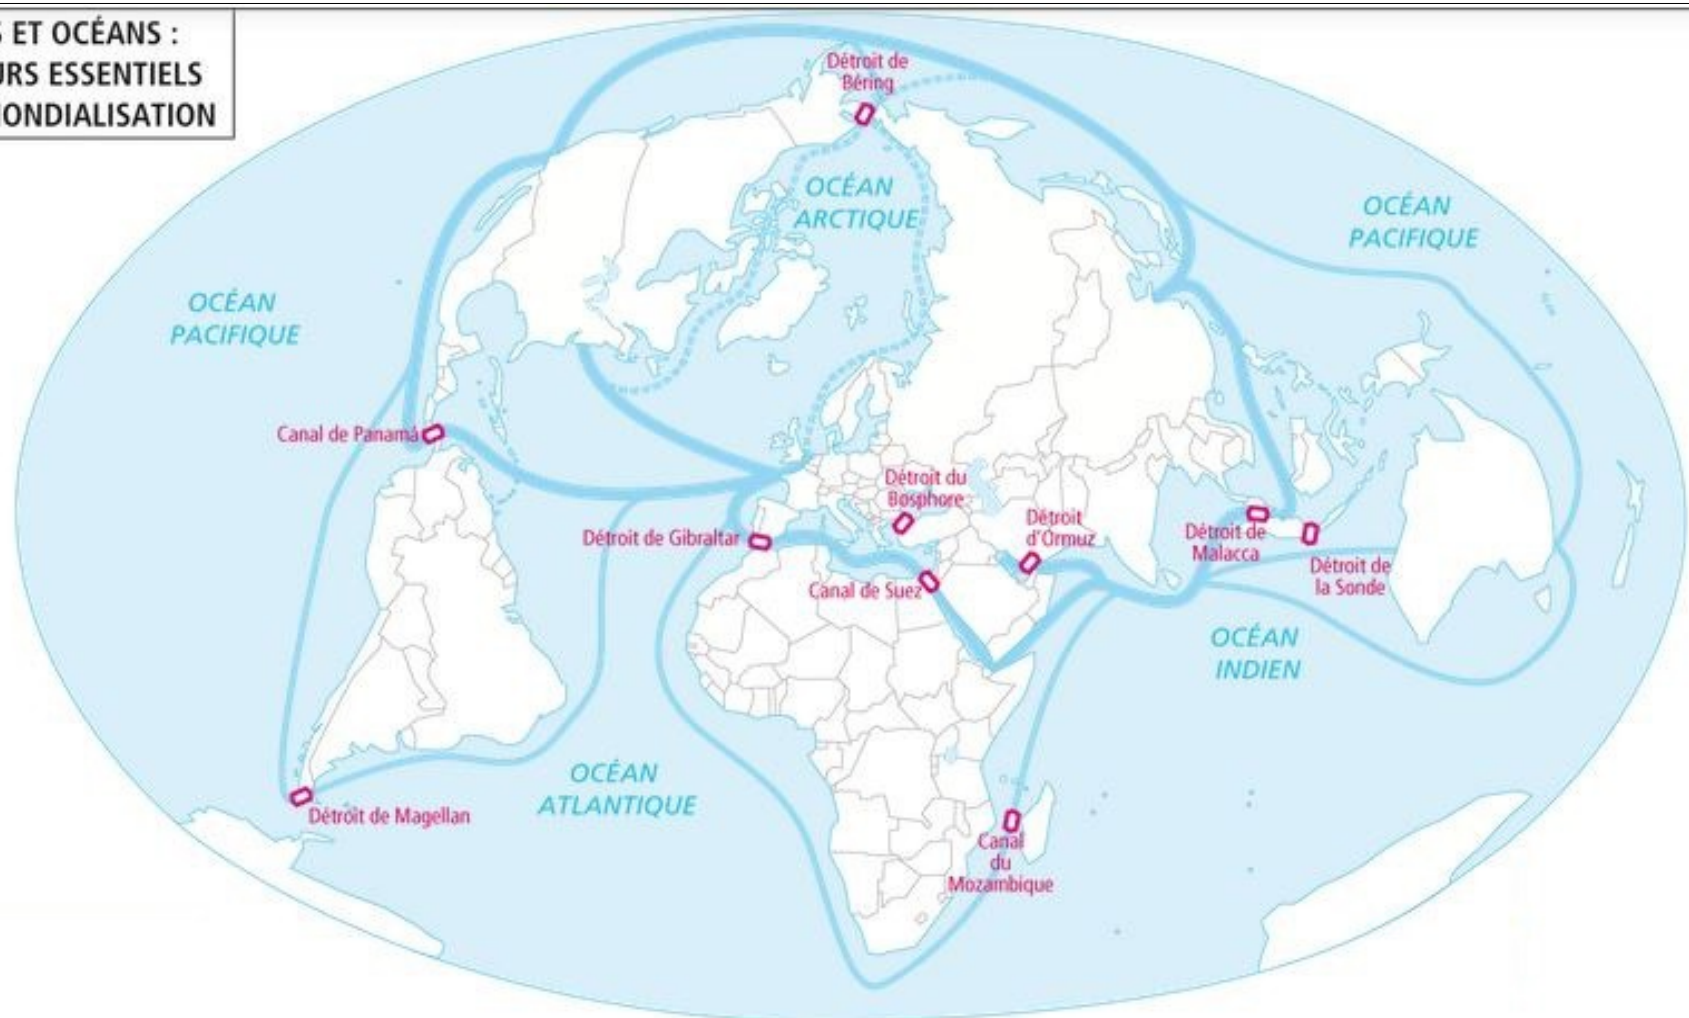 ET OCÉANS :
ESSENTIELS
Détroit de
Béring
OCÉAN
ARCTIQUE
OCÉAN
PACIFIQUE
OCÉAN
PACIFIQUE
Canal de Panamá
Détroit du
Bosphore
Détroit
d'Ormuz
Détroit de Gibraltar
Canal de Suez
Détroit de
Malacca
Détroit de
la Sonde
OCÉAN
INDIEN
OCÉAN
ATLANTIQUE
Détroit de Magellan
Canal
du
Mozambique